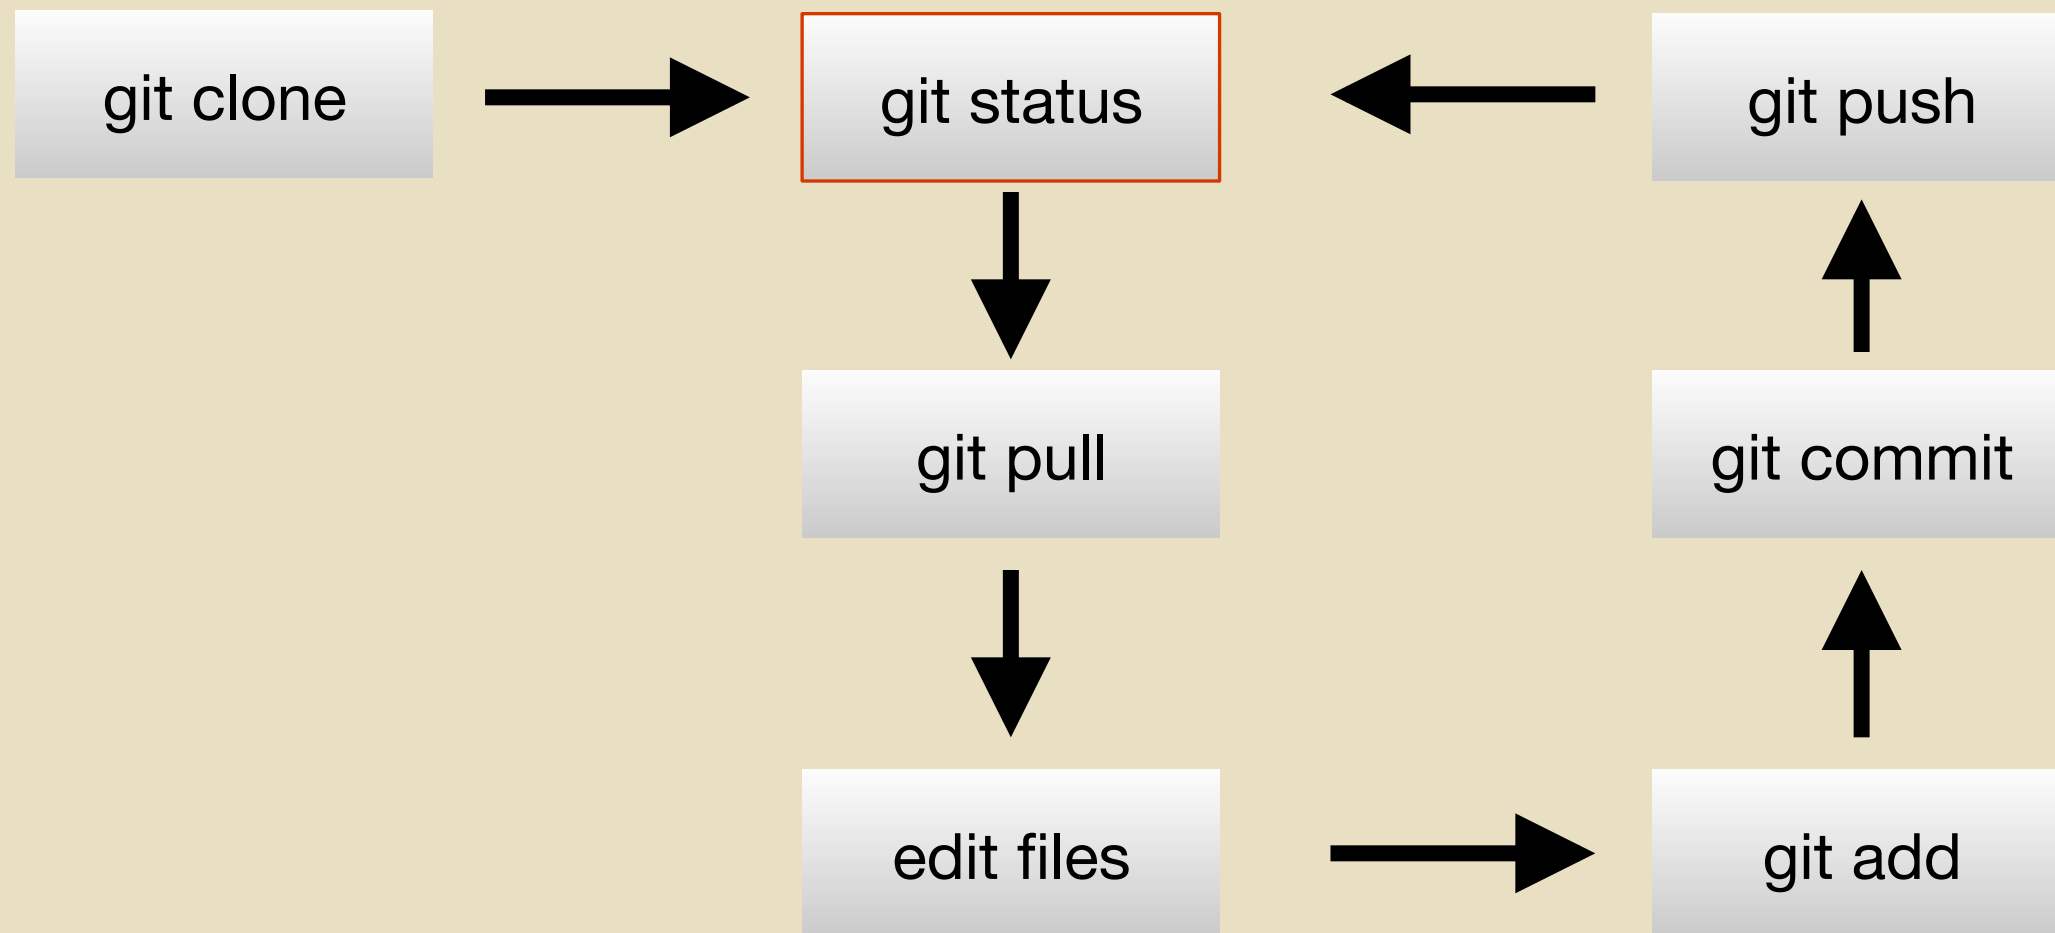 git clone
git status
git push
git pull
git commit
edit files
git add